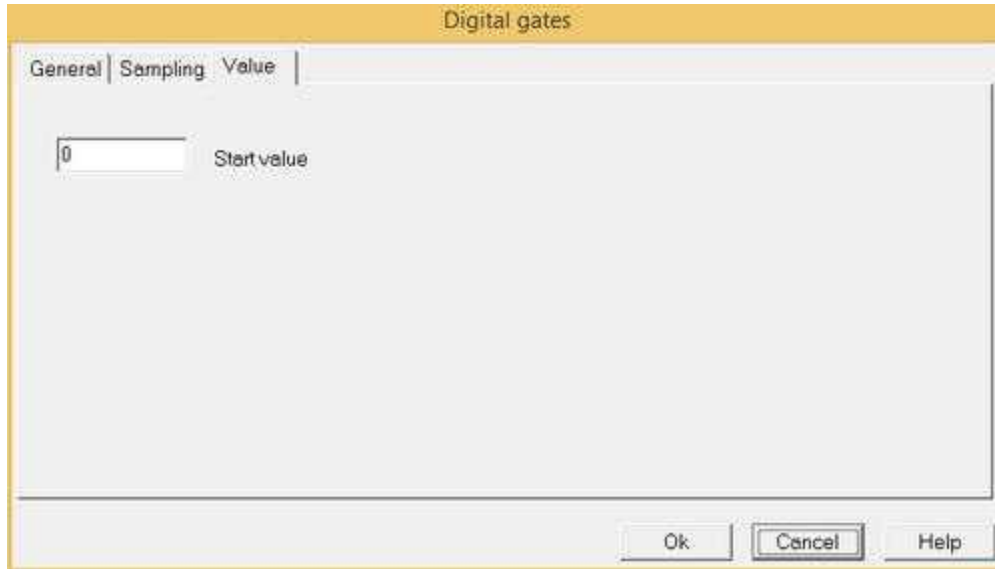 Digital gates
General Sampling Value
0 Start value
Ok Cancel Help